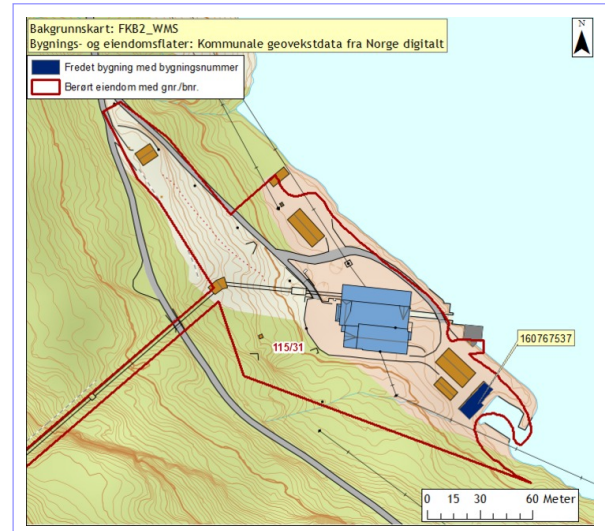 Bakgrunnskart: FKB2_WMS
Bygnings- og eiendomsflater: Kommunale geovekstdata fra Norge digitalt
N
Fredet bygning med bygningsnummer
Berørt eiendom med gnr./bnr.
115/31
160767537
0 15 30 60 Meter